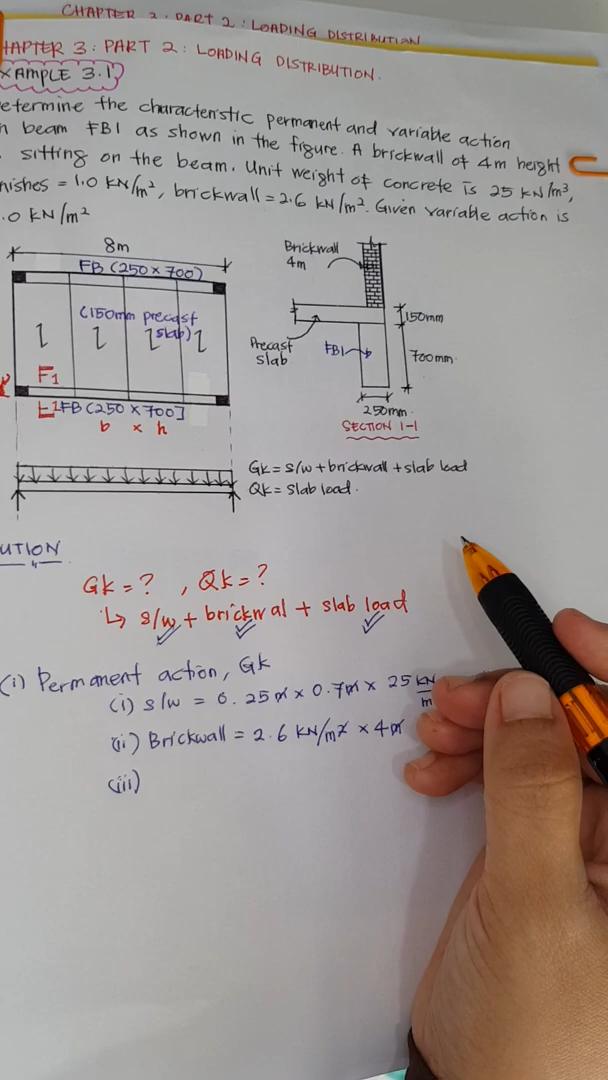 CHAPTER 3 : PART 2 : LOADING DISTRIBUTION
HAPTER 3 : PART 2 : LOADING DISTRIBUTION.
XAMPLE 3.1
etermine the characteristic permanent and variable action
n beam FB1 as shown in the figure. A brickwall of 4m height
sitting on the beam. Unit weight of concrete is 25 kN/m³,
nishes = 1.0 kN/m², brickwall = 2.6 kN/m². Given variable action is
.0 kN/m²
8m
FB (250 x 700)
(150mm precast
slab)
F1
FB (250 x 700]
b x h
Brickwall
4m
150mm
Precast
slab
FB1
700mm
250mm
SECTION 1-1
Gk = s/w + brickwall + slab load
Qk = slab load.
UTION
Gk = ? , Qk = ?
↳ s/w + brickwal + slab load
(i) Permanent action, Gk
(i) s/w = 0.25m x 0.7m x 25 kN/m
(ii) Brickwall = 2.6 kN/m² x 4m
(iii)